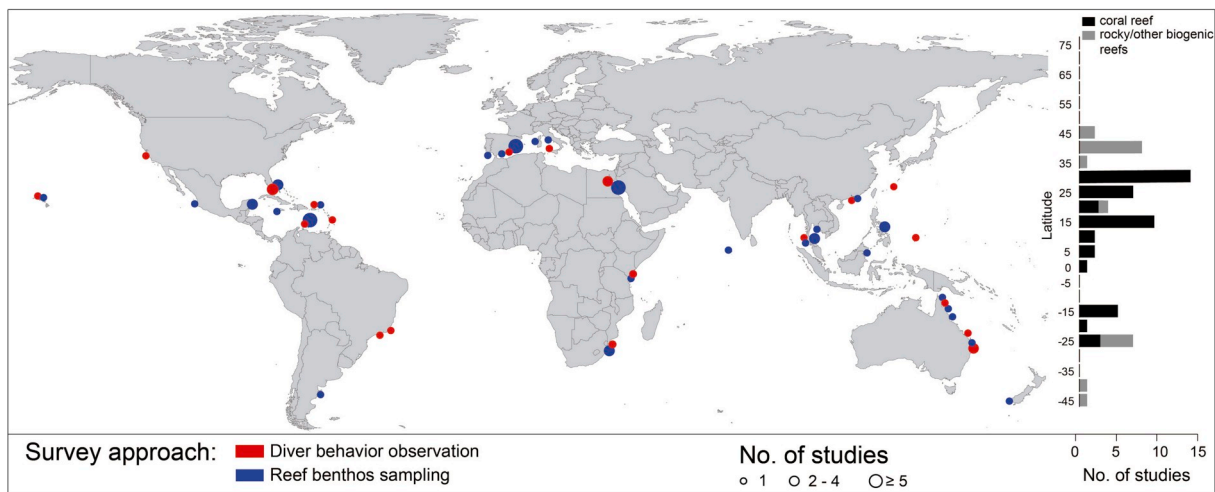 coral reef
rocky/other biogenic
reefs
75
65
55
45
35
25
15
5
0
-5
-15
-25
-35
-45
Latitude
0 5 10 15
No. of studies
Survey approach:
Diver behavior observation
Reef benthos sampling
No. of studies
1 2 - 4 ≥ 5